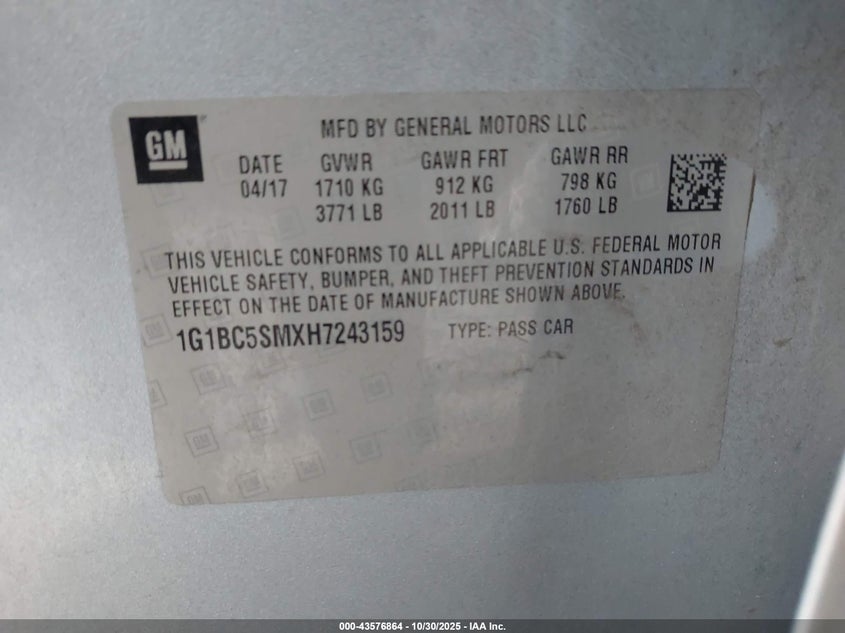 GM
MFD BY GENERAL MOTORS LLC
DATE GVWR GAWR FRT GAWR RR
04/17 1710 KG 912 KG 798 KG
3771 LB 2011 LB 1760 LB
THIS VEHICLE CONFORMS TO ALL APPLICABLE U.S. FEDERAL MOTOR
VEHICLE SAFETY, BUMPER, AND THEFT PREVENTION STANDARDS IN
EFFECT ON THE DATE OF MANUFACTURE SHOWN ABOVE.
1G1BC5SMXH7243159 TYPE: PASS CAR
000-43576864 - 10/30/2025 - IAA Inc.